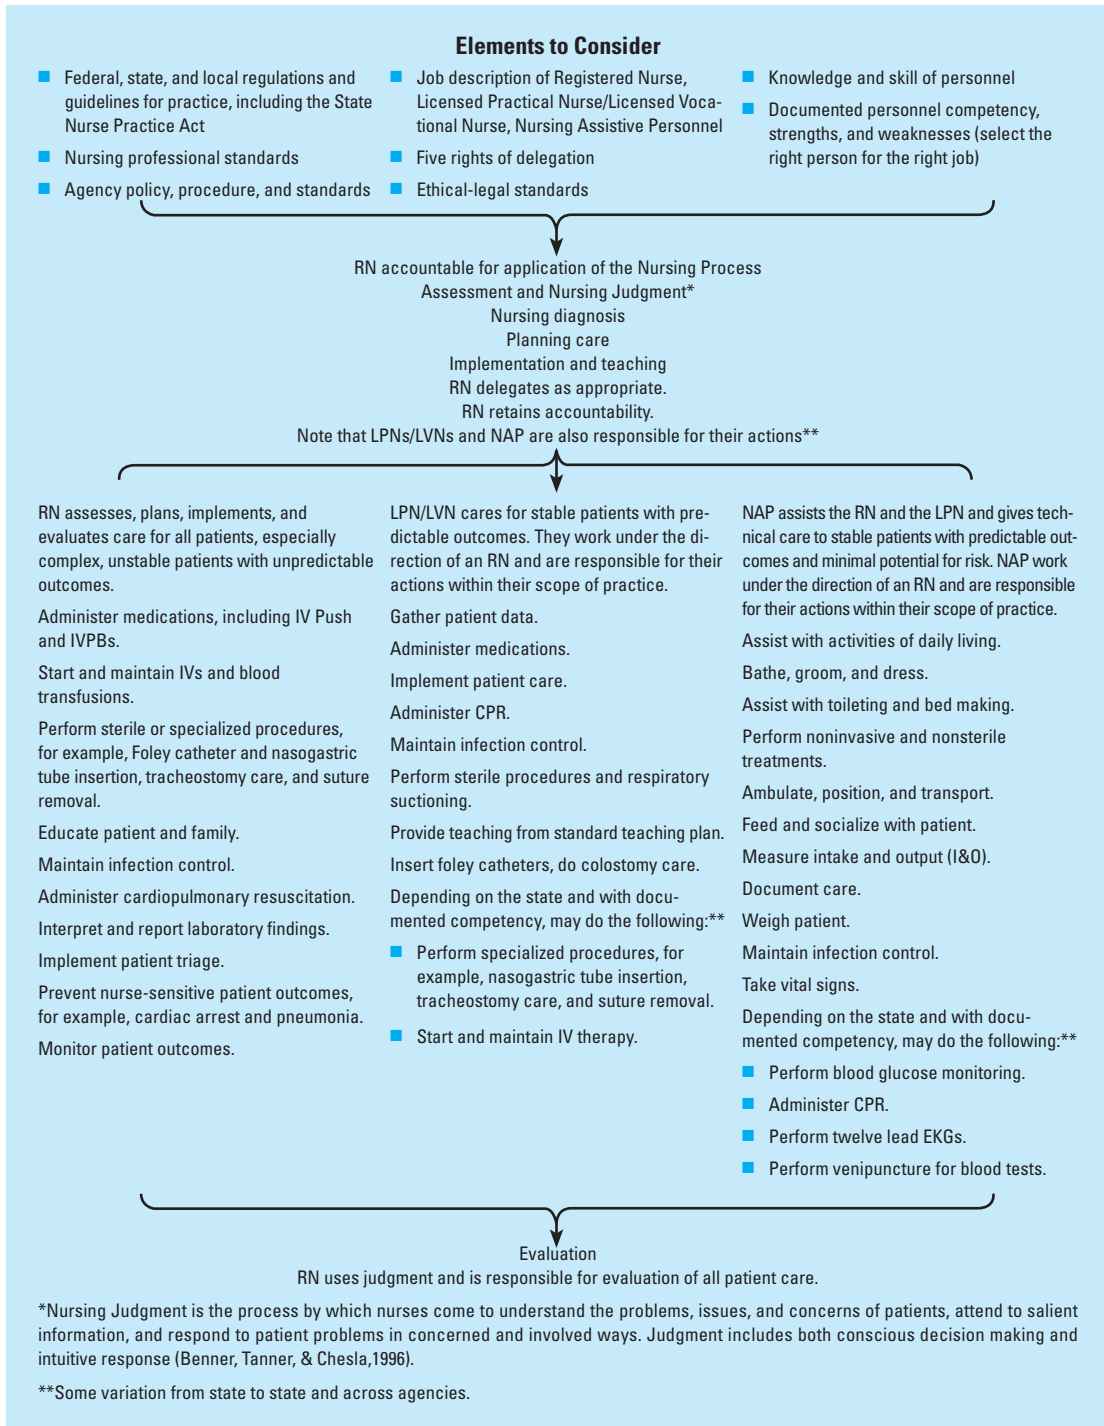 Elements to Consider
■ Federal, state, and local regulations and
guidelines for practice, including the State
Nurse Practice Act
■ Nursing professional standards
■ Agency policy, procedure, and standards
■ Job description of Registered Nurse,
Licensed Practical Nurse/Licensed Voca-
tional Nurse, Nursing Assistive Personnel
■ Five rights of delegation
■ Ethical-legal standards
■ Knowledge and skill of personnel
■ Documented personnel competency,
strengths, and weaknesses (select the
right person for the right job)
RN accountable for application of the Nursing Process
Assessment and Nursing Judgment*
Nursing diagnosis
Planning care
Implementation and teaching
RN delegates as appropriate.
RN retains accountability.
Note that LPNs/LVNs and NAP are also responsible for their actions**
RN assesses, plans, implements, and
evaluates care for all patients, especially
complex, unstable patients with unpredictable
outcomes.
Administer medications, including IV Push
and IVPBs.
Start and maintain IVs and blood
transfusions.
Perform sterile or specialized procedures,
for example, Foley catheter and nasogastric
tube insertion, tracheostomy care, and suture
removal.
Educate patient and family.
Maintain infection control.
Administer cardiopulmonary resuscitation.
Interpret and report laboratory findings.
Implement patient triage.
Prevent nurse-sensitive patient outcomes,
for example, cardiac arrest and pneumonia.
Monitor patient outcomes.
LPN/LVN cares for stable patients with pre-
dictable outcomes. They work under the di-
rection of an RN and are responsible for their
actions within their scope of practice.
Gather patient data.
Administer medications.
Implement patient care.
Administer CPR.
Maintain infection control.
Perform sterile procedures and respiratory
suctioning.
Provide teaching from standard teaching plan.
Insert foley catheters, do colostomy care.
Depending on the state and with docu-
mented competency, may do the following:**
■ Perform specialized procedures, for
example, nasogastric tube insertion,
tracheostomy care, and suture removal.
■ Start and maintain IV therapy.
NAP assists the RN and the LPN and gives tech-
nical care to stable patients with predictable out-
comes and minimal potential for risk. NAP work
under the direction of an RN and are responsible
for their actions within their scope of practice.
Assist with activities of daily living.
Bathe, groom, and dress.
Assist with toileting and bed making.
Perform noninvasive and nonsterile
treatments.
Ambulate, position, and transport.
Feed and socialize with patient.
Measure intake and output (I&O).
Document care.
Weigh patient.
Maintain infection control.
Take vital signs.
Depending on the state and with docu-
mented competency, may do the following:**
■ Perform blood glucose monitoring.
■ Administer CPR.
■ Perform twelve lead EKGs.
■ Perform venipuncture for blood tests.
Evaluation
RN uses judgment and is responsible for evaluation of all patient care.
*Nursing Judgment is the process by which nurses come to understand the problems, issues, and concerns of patients, attend to salient
information, and respond to patient problems in concerned and involved ways. Judgment includes both conscious decision making and
intuitive response (Benner, Tanner, & Chesla,1996).
**Some variation from state to state and across agencies.